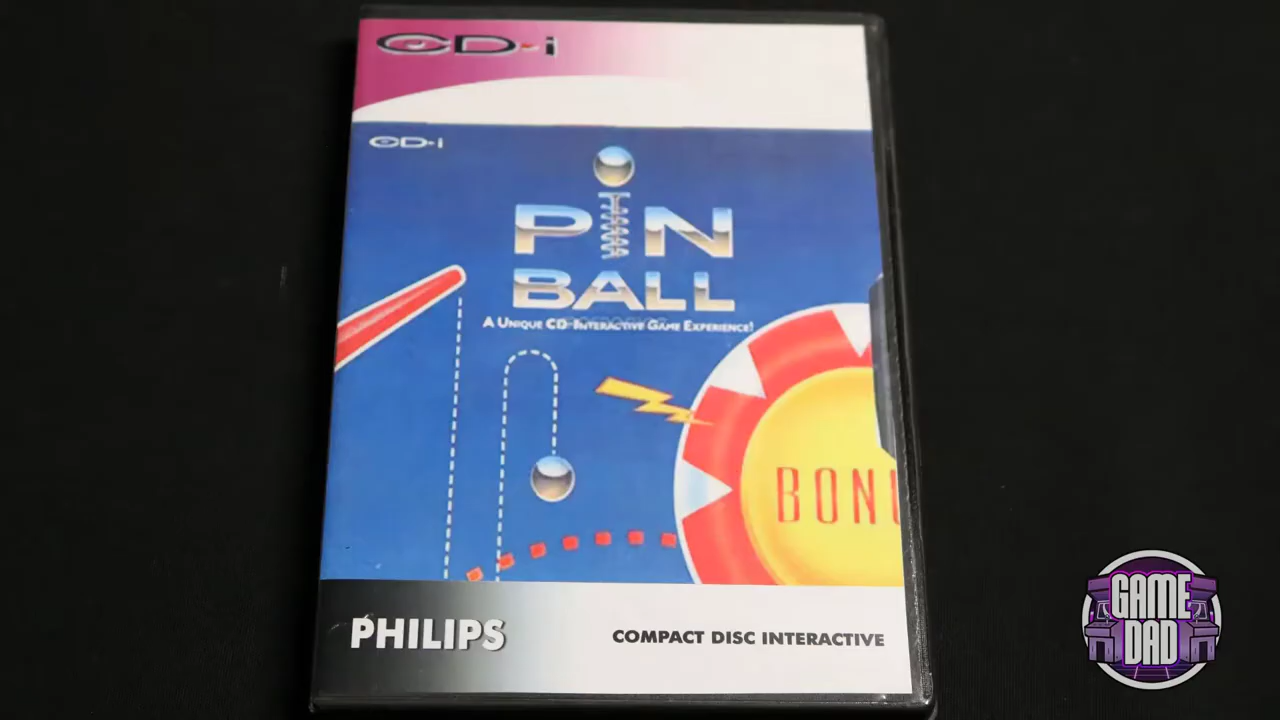 CD-i
CD-i
PIN
BALL
A UNIQUE CD-INTERACTIVE GAME EXPERIENCE!
BONU
PHILIPS
COMPACT DISC INTERACTIVE
GAME
DAD